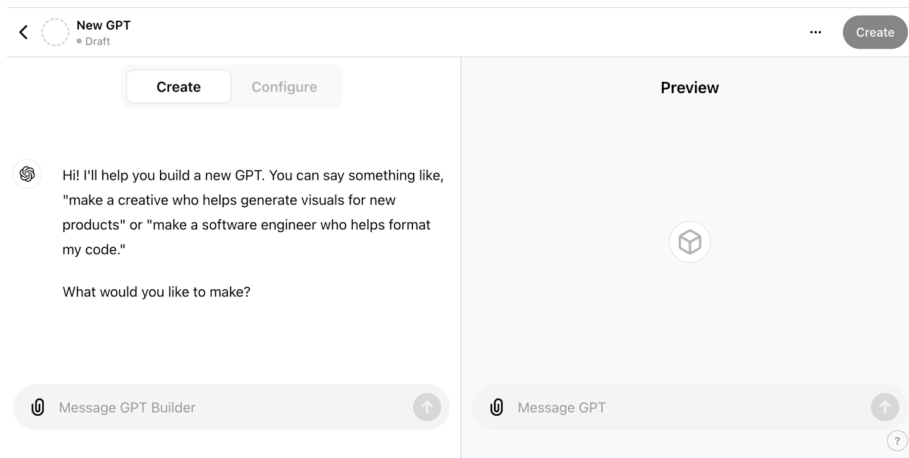 New GPT
Draft
...
Create
Create
Configure
Preview
Hi! I'll help you build a new GPT. You can say something like,
"make a creative who helps generate visuals for new
products" or "make a software engineer who helps format
my code."
What would you like to make?
Message GPT Builder
Message GPT
?